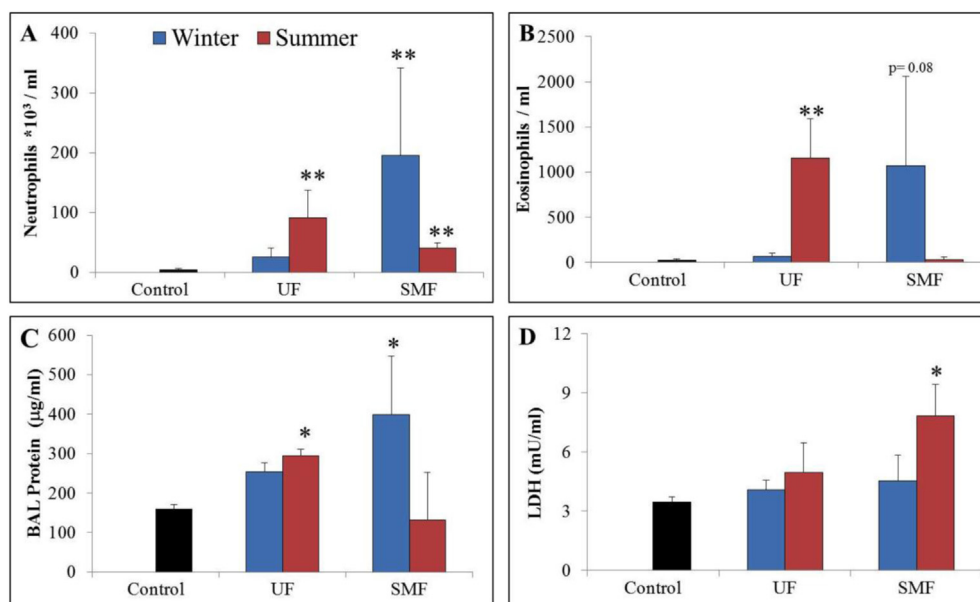 A
Winter
Summer
Neutrophils *10³ / ml
400
300
200
100
0
**
**
**
Control
UF
SMF
B
Eosinophils / ml
2500
2000
1500
1000
500
0
**
p= 0.08
Control
UF
SMF
C
BAL Protein (µg/ml)
600
500
400
300
200
100
0
*
*
Control
UF
SMF
D
LDH (mU/ml)
12
9
6
3
0
*
Control
UF
SMF